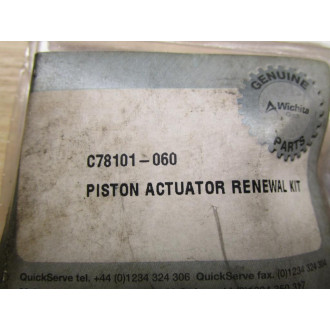 GENUINE
Wichita
PARTS
C78101-060
PISTON ACTUATOR RENEWAL KIT
QuickServe tel. +44 (0)1234 324 306 QuickServe fax. (0)1234